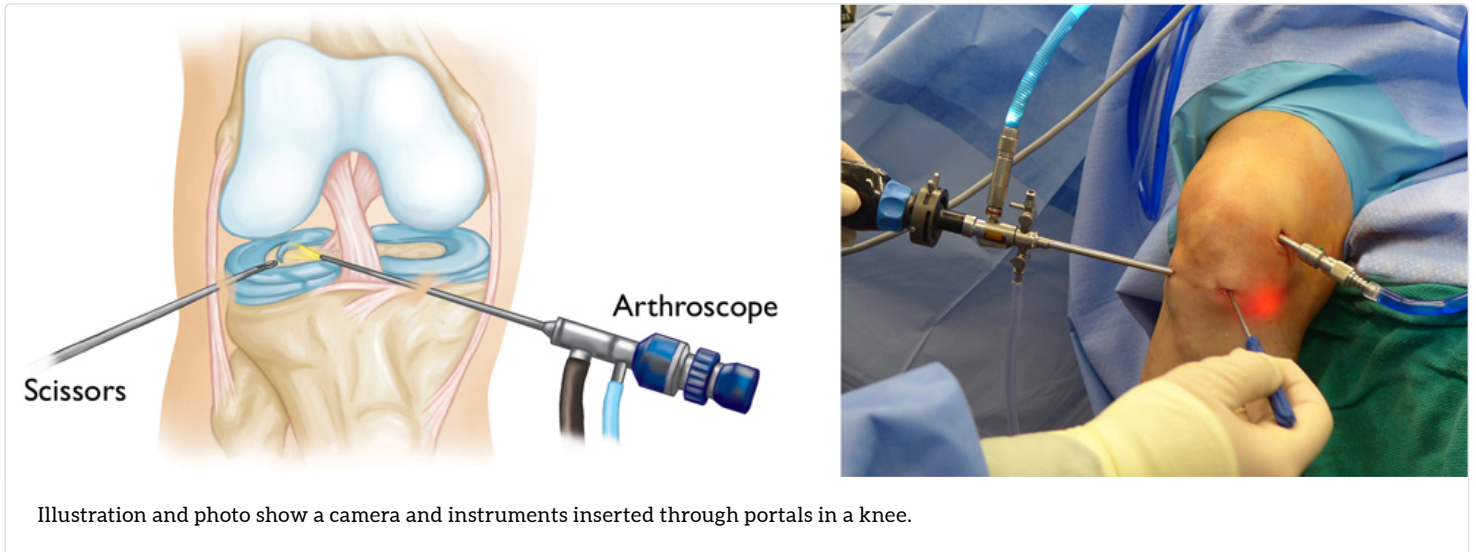 Arthroscope
Scissors
Illustration and photo show a camera and instruments inserted through portals in a knee.